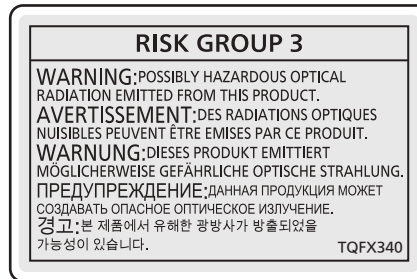 RISK GROUP 3
WARNING:POSSIBLY HAZARDOUS OPTICAL
RADIATION EMITTED FROM THIS PRODUCT.
AVERTISSEMENT:DES RADIATIONS OPTIQUES
NUISIBLES PEUVENT ÊTRE EMISES PAR CE PRODUIT.
WARNUNG:DIESES PRODUKT EMITTIERT
MÖGLICHERWEISE GEFÄHRLICHE OPTISCHE STRAHLUNG.
ПРЕДУПРЕЖДЕНИЕ:ДАННАЯ ПРОДУКЦИЯ МОЖЕТ
СОЗДАВАТЬ ОПАСНОЕ ОПТИЧЕСКОЕ ИЗЛУЧЕНИЕ.
경고:본 제품에서 유해한 광방사가 방출되었을
가능성이 있습니다. TQFX340